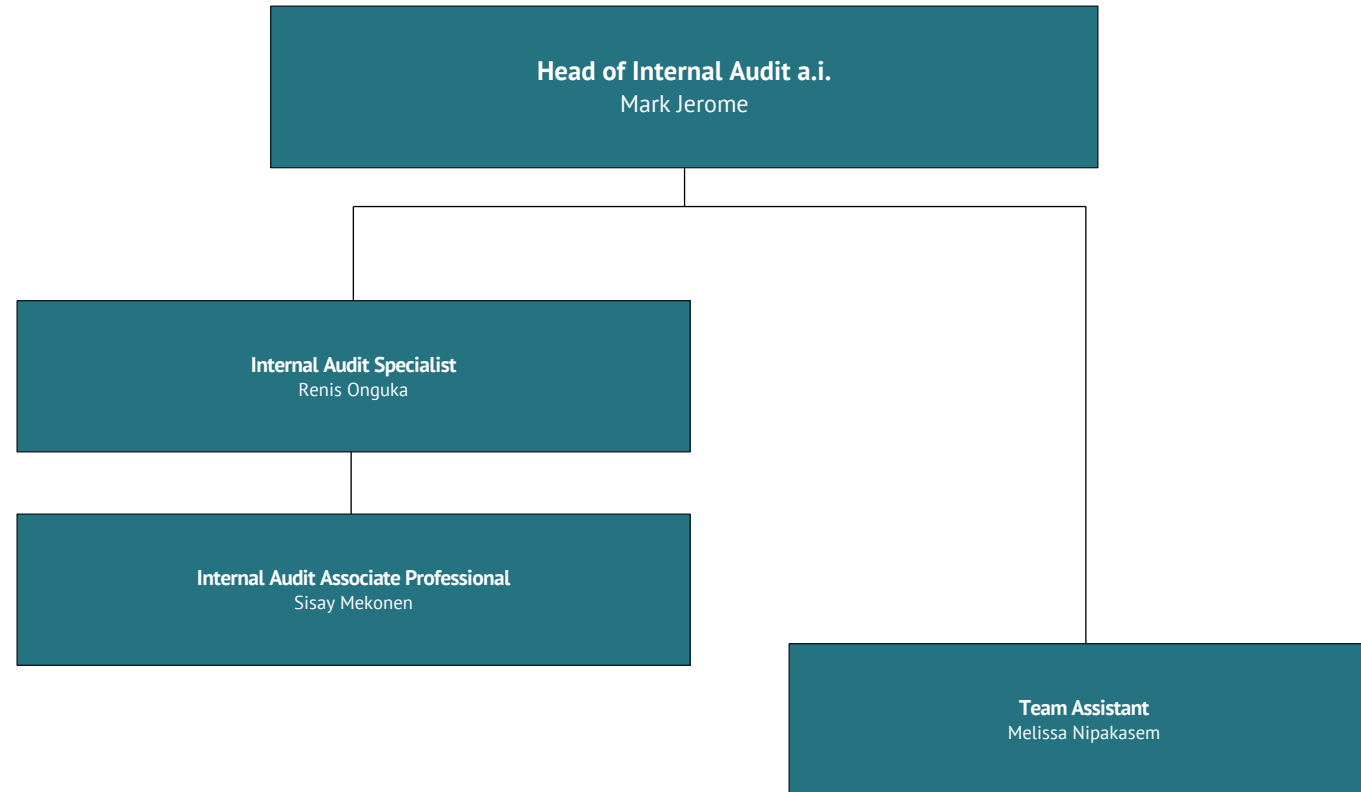 Head of Internal Audit a.i.
Mark Jerome
Internal Audit Specialist
Renis Onguka
Internal Audit Associate Professional
Sisay Mekonen
Team Assistant
Melissa Nipakasem